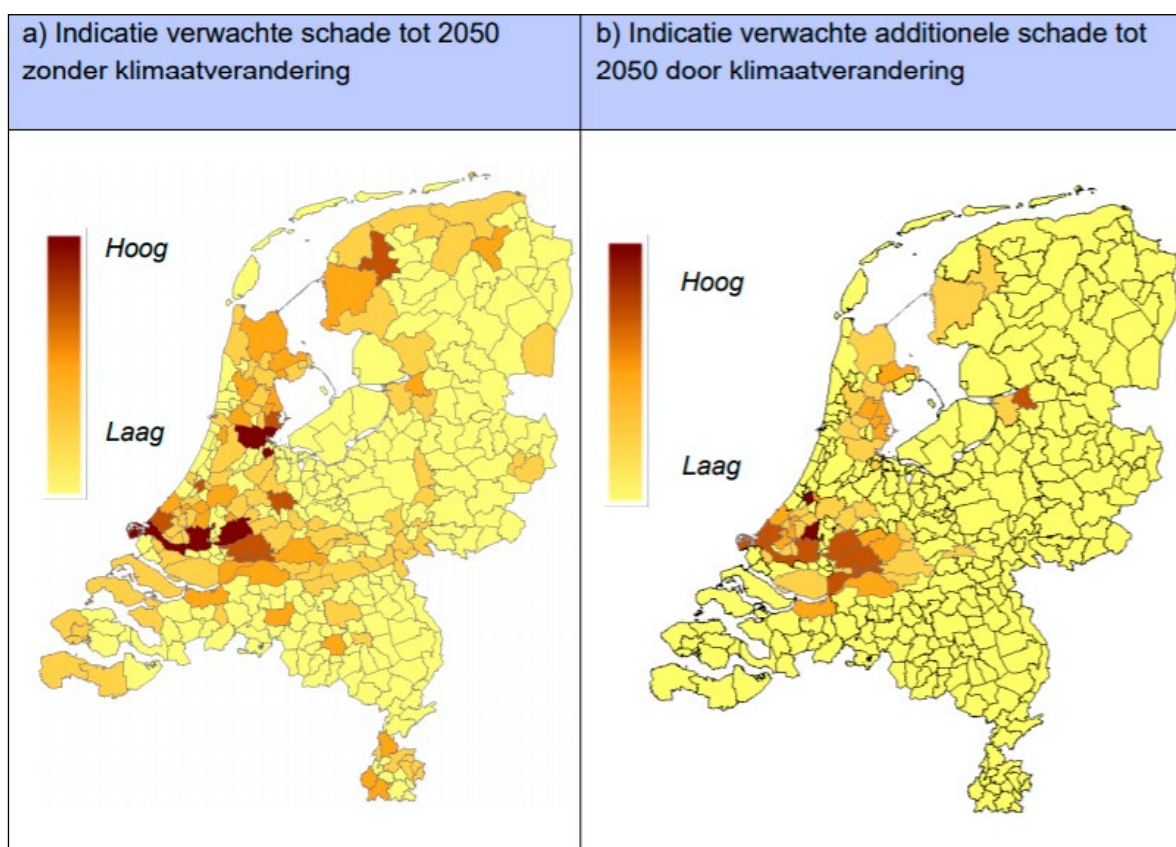 a) Indicatie verwachte schade tot 2050
zonder klimaatverandering
b) Indicatie verwachte additionele schade tot
2050 door klimaatverandering
Hoog
Laag
Hoog
Laag